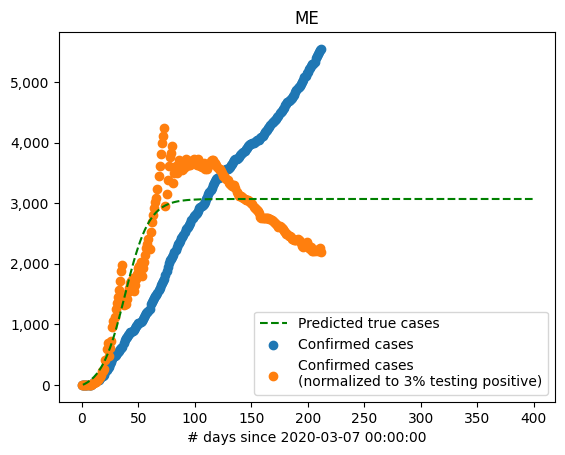 ME
5,000
4,000
3,000
2,000
1,000
0
Predicted true cases
Confirmed cases
Confirmed cases
(normalized to 3% testing positive)
0 50 100 150 200 250 300 350 400
# days since 2020-03-07 00:00:00